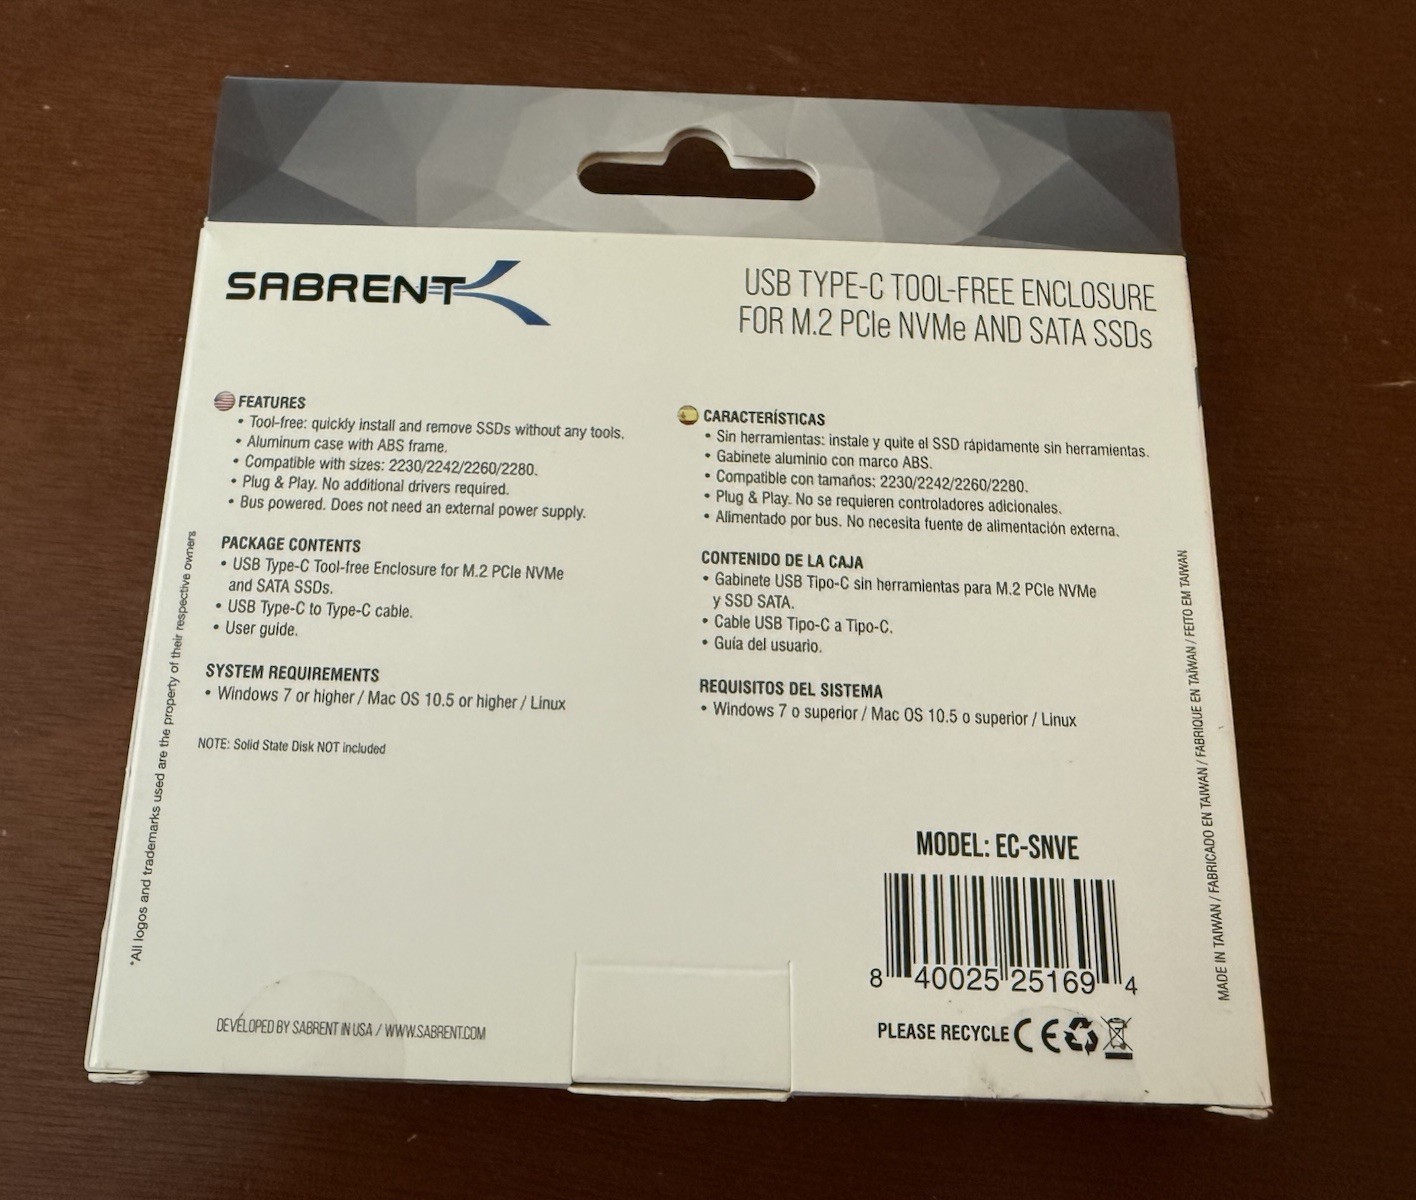 SABRENT
USB TYPE-C TOOL-FREE ENCLOSURE
FOR M.2 PCIe NVMe AND SATA SSDs
FEATURES
• Tool-free: quickly install and remove SSDs without any tools.
• Aluminum case with ABS frame.
• Compatible with sizes: 2230/2242/2260/2280.
• Plug & Play. No additional drivers required.
• Bus powered. Does not need an external power supply.
PACKAGE CONTENTS
• USB Type-C Tool-free Enclosure for M.2 PCIe NVMe
and SATA SSDs.
• USB Type-C to Type-C cable.
• User guide.
SYSTEM REQUIREMENTS
• Windows 7 or higher / Mac OS 10.5 or higher / Linux
NOTE: Solid State Disk NOT included
CARACTERÍSTICAS
• Sin herramientas: instale y quite el SSD rápidamente sin herramientas.
• Gabinete aluminio con marco ABS.
• Compatible con tamaños: 2230/2242/2260/2280.
• Plug & Play. No se requieren controladores adicionales.
• Alimentado por bus. No necesita fuente de alimentación externa.
CONTENIDO DE LA CAJA
• Gabinete USB Tipo-C sin herramientas para M.2 PCIe NVMe
y SSD SATA.
• Cable USB Tipo-C a Tipo-C.
• Guía del usuario.
REQUISITOS DEL SISTEMA
• Windows 7 o superior / Mac OS 10.5 o superior / Linux
*All logos and trademarks used are the property of their respective owners
MADE IN TAIWAN / FABRICADO EN TAIWAN / FABRIQUE EN TAÏWAN / FEITO EM TAIWAN
MODEL: EC-SNVE
8 40025 25169 4
DEVELOPED BY SABRENT IN USA / WWW.SABRENT.COM
PLEASE RECYCLE CE